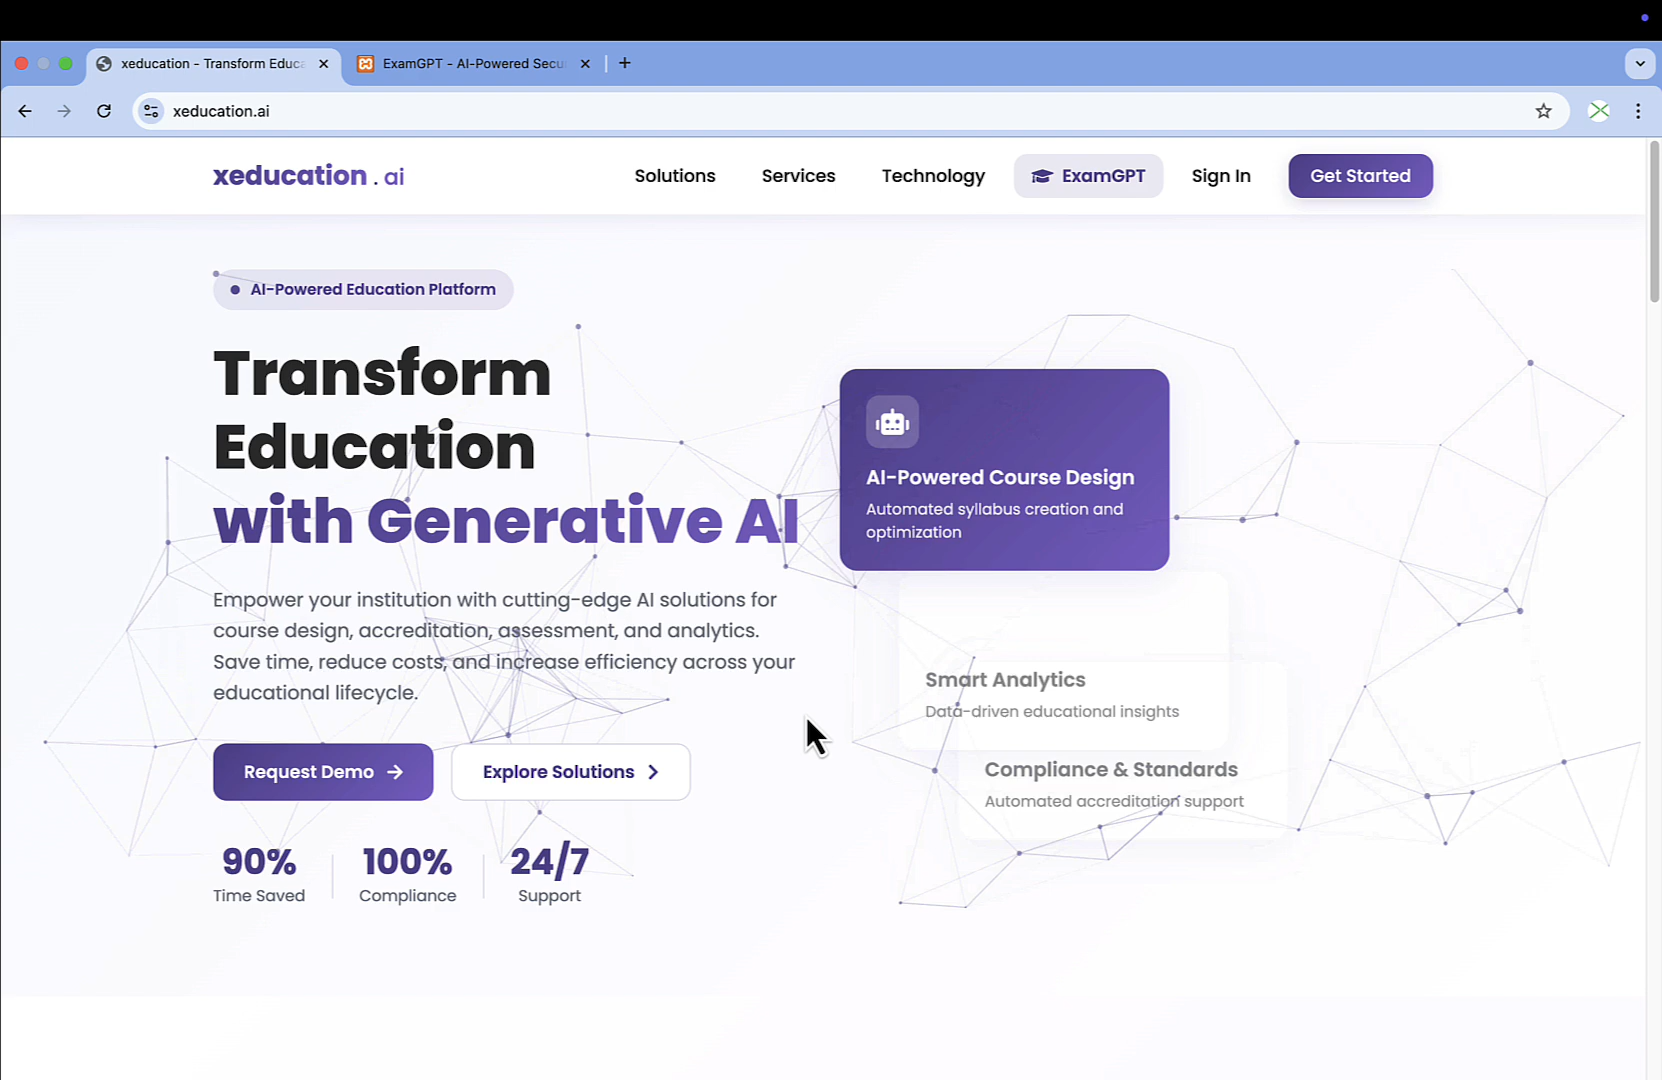 xeducation - Transform Educa
ExamGPT - AI-Powered Secu
xeducation.ai
xeducation . ai
Solutions
Services
Technology
ExamGPT
Sign In
Get Started
AI-Powered Education Platform
Transform
Education
with Generative AI
Empower your institution with cutting-edge AI solutions for
course design, accreditation, assessment, and analytics.
Save time, reduce costs, and increase efficiency across your
educational lifecycle.
Request Demo
Explore Solutions
90%
Time Saved
100%
Compliance
24/7
Support
AI-Powered Course Design
Automated syllabus creation and
optimization
Smart Analytics
Data-driven educational insights
Compliance & Standards
Automated accreditation support